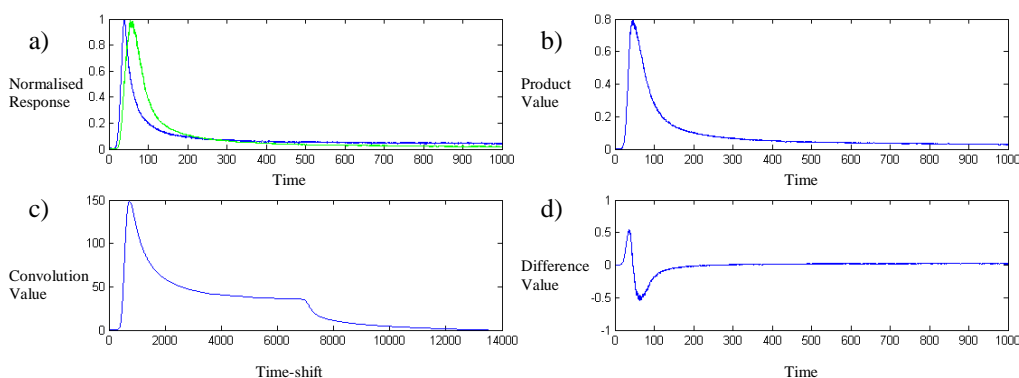 a)
Normalised
Response
1
0.8
0.6
0.4
0.2
0
0 100 200 300 400 500 600 700 800 900 1000
Time
b)
Product
Value
0.8
0.6
0.4
0.2
0
0 100 200 300 400 500 600 700 800 900 1000
Time
c)
Convolution
Value
150
100
50
0
0 2000 4000 6000 8000 10000 12000 14000
Time-shift
d)
Difference
Value
1
0.5
0
-0.5
-1
0 100 200 300 400 500 600 700 800 900 1000
Time